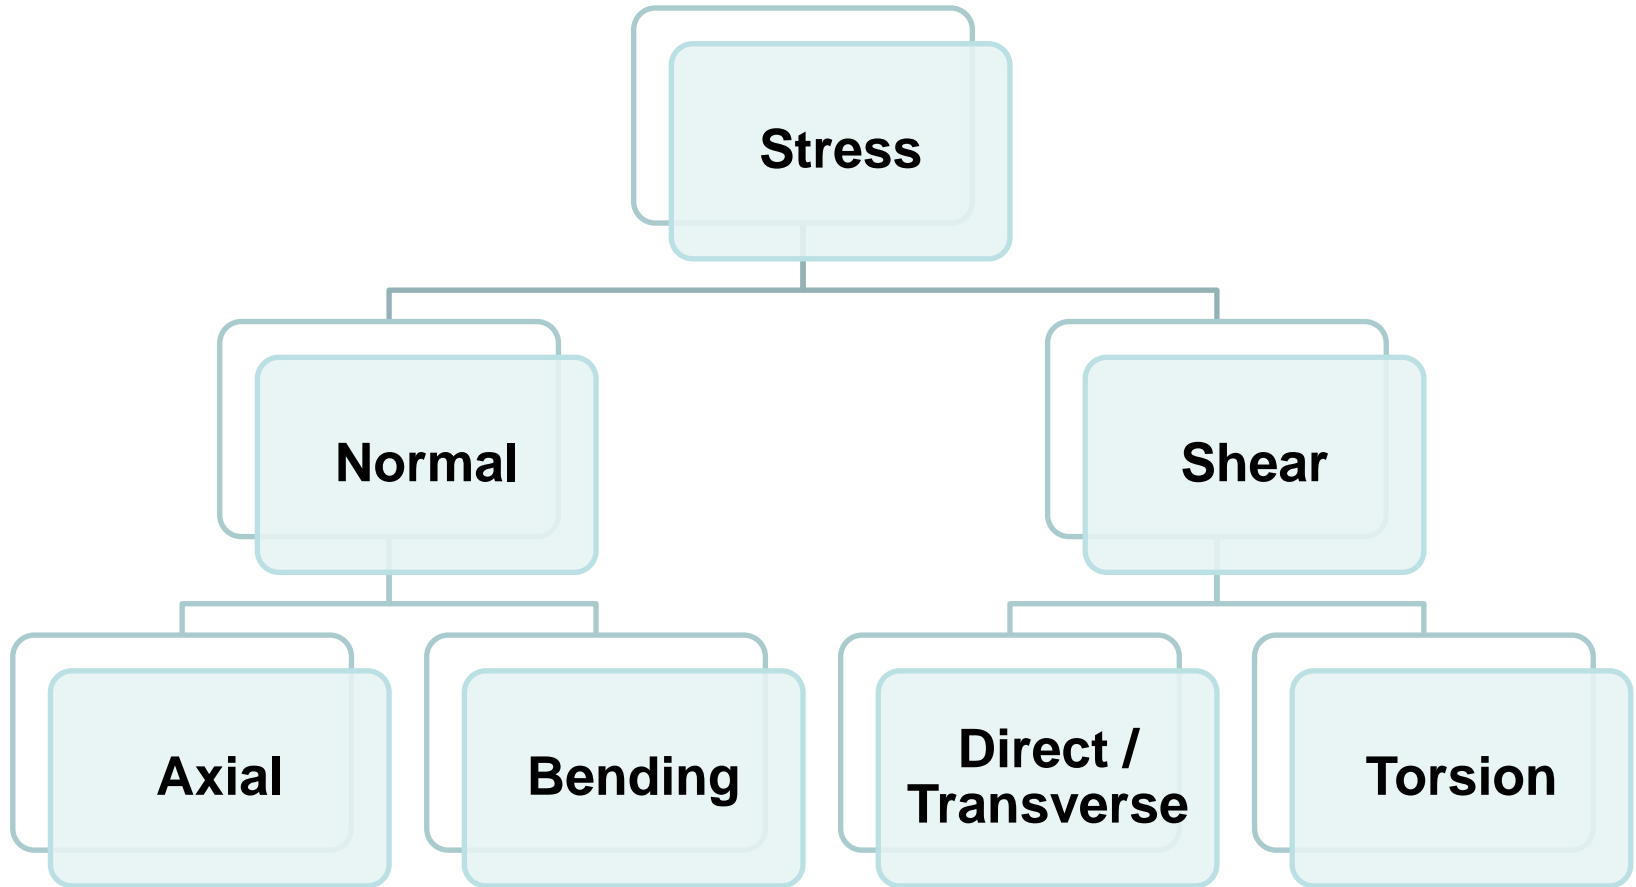 Stress
Normal
Shear
Axial
Bending
Direct /
Transverse
Torsion